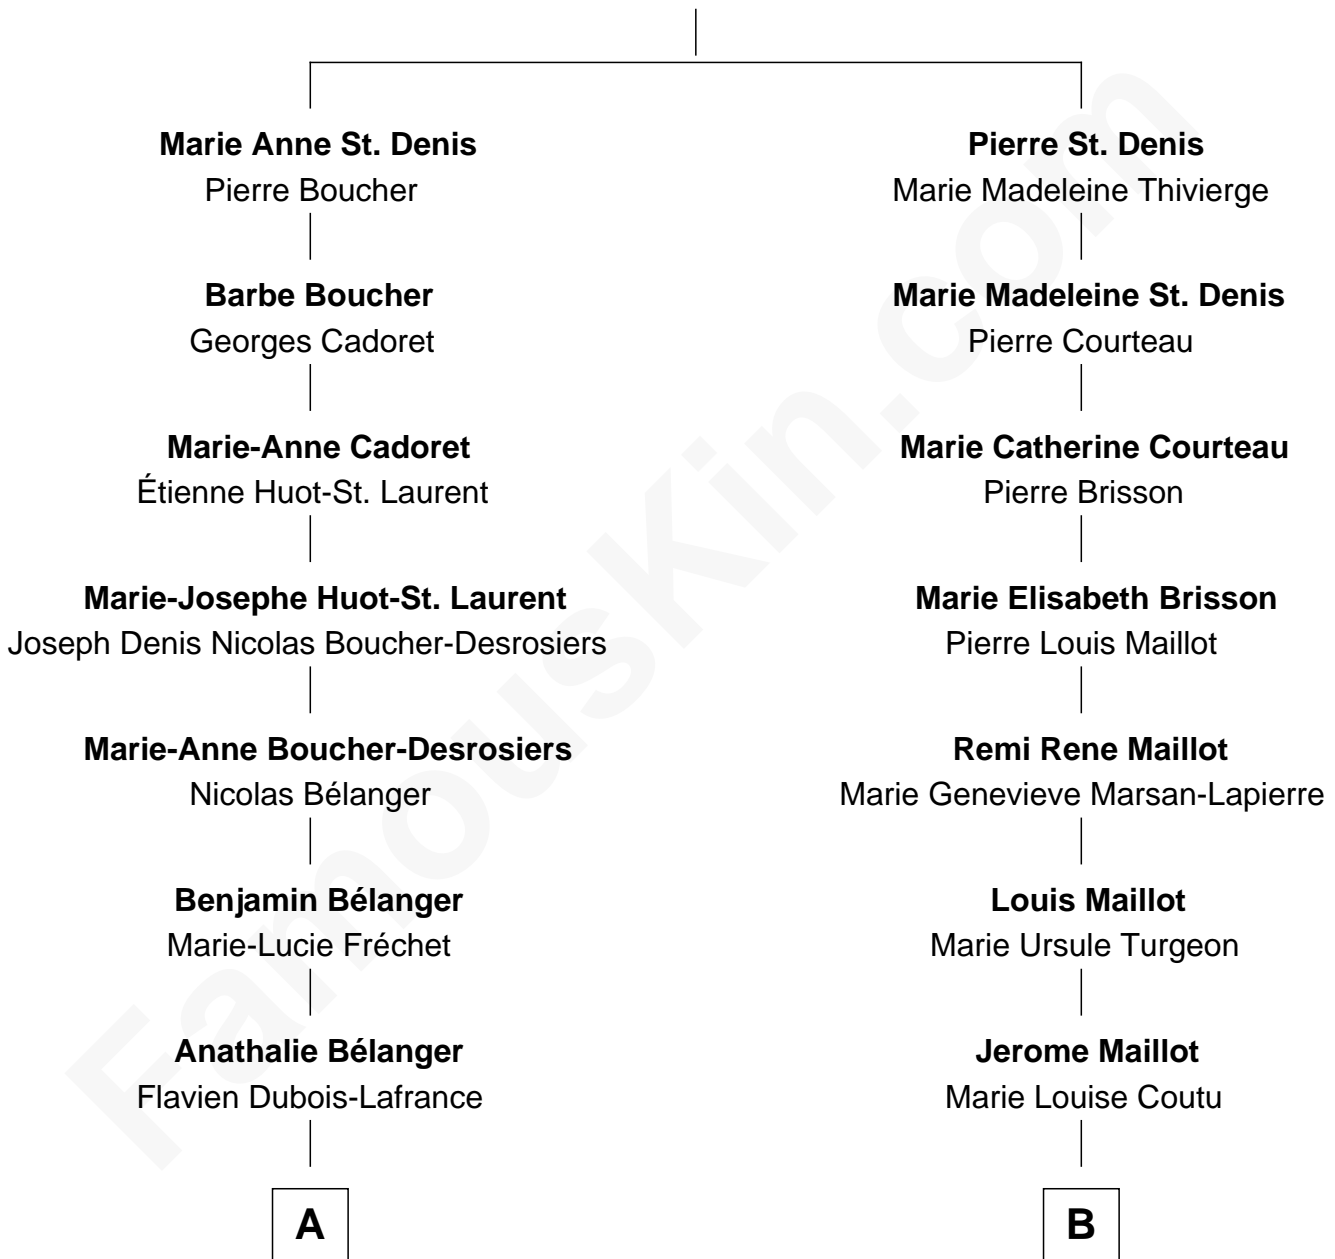 Marie Anne St. Denis
Pierre Boucher
Barbe Boucher
Georges Cadoret
Marie-Anne Cadoret
Étienne Huot-St. Laurent
Marie-Josephe Huot-St. Laurent
Joseph Denis Nicolas Boucher-Desrosiers
Marie-Anne Boucher-Desrosiers
Nicolas Bélanger
Benjamin Bélanger
Marie-Lucie Fréchet
Anathalie Bélanger
Flavien Dubois-Lafrance
A
Pierre St. Denis
Marie Madeleine Thivierge
Marie Madeleine St. Denis
Pierre Courteau
Marie Catherine Courteau
Pierre Brisson
Marie Elisabeth Brisson
Pierre Louis Maillot
Remi Rene Maillot
Marie Genevieve Marsan-Lapierre
Louis Maillot
Marie Ursule Turgeon
Jerome Maillot
Marie Louise Coutu
B
FamousKin.com